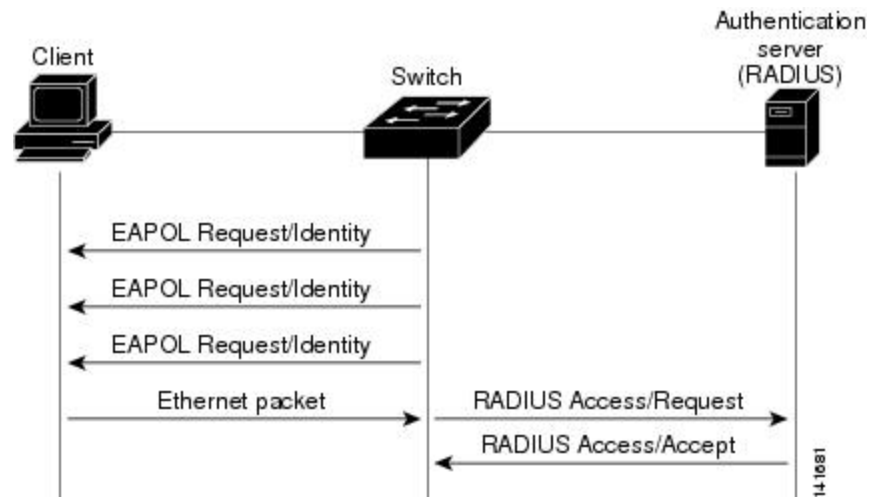 Authentication
server
(RADIUS)
Client
Switch
EAPOL Request/Identity
EAPOL Request/Identity
EAPOL Request/Identity
Ethernet packet
RADIUS Access/Request
RADIUS Access/Accept
141681